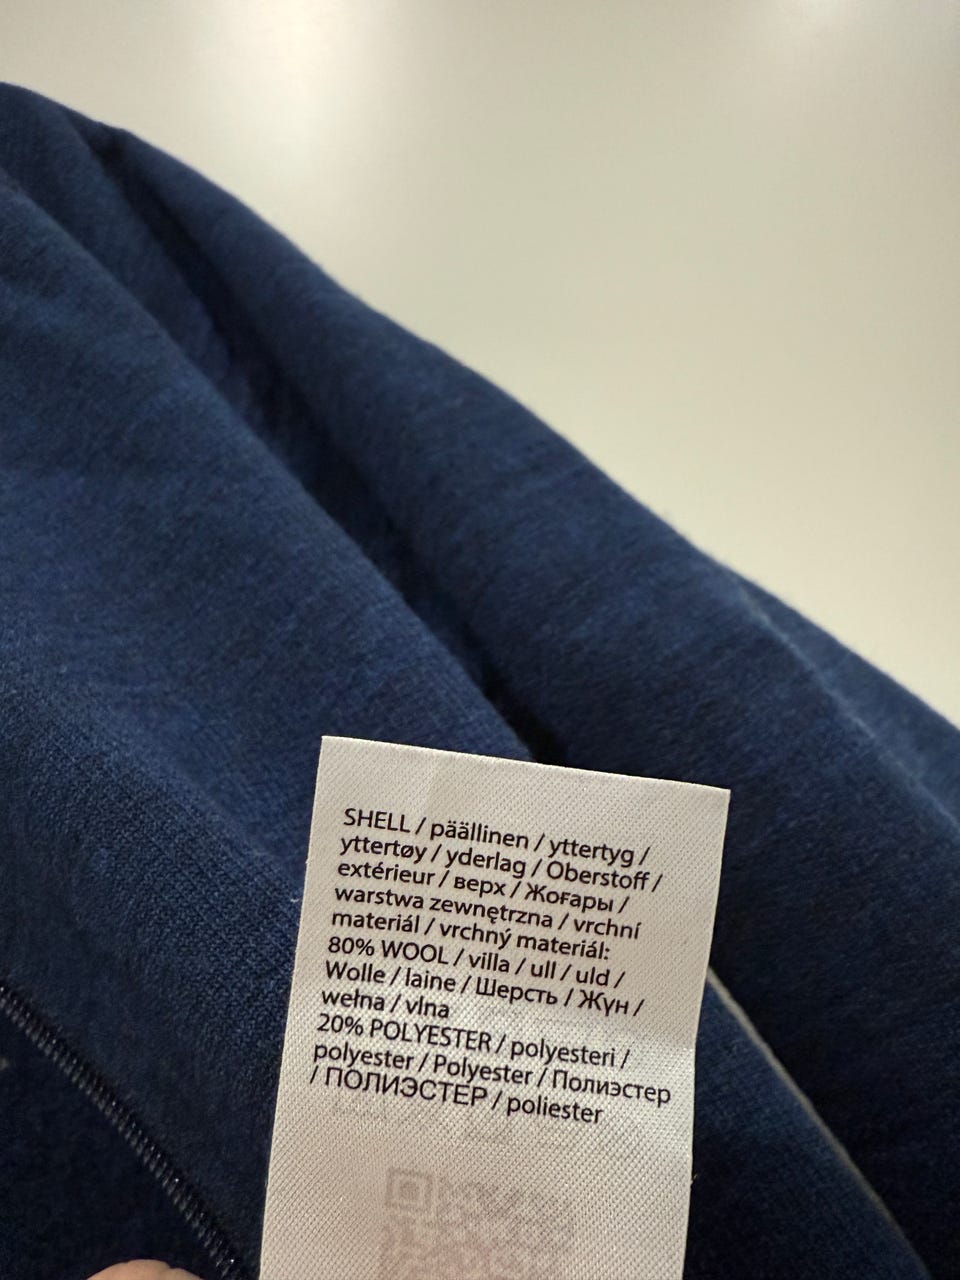 SHELL / päällinen / yttertyg /
yttertøy / yderlag / Oberstoff /
extérieur / верх / Жоғары /
warstwa zewnętrzna / vrchní
materiál / vrchný materiál:
80% WOOL / villa / ull / uld /
Wolle / laine / Шерсть / Жүн /
wełna / vlna
20% POLYESTER / polyesteri /
polyester / Polyester / Полиэстер
/ ПОЛИЭСТЕР / poliester